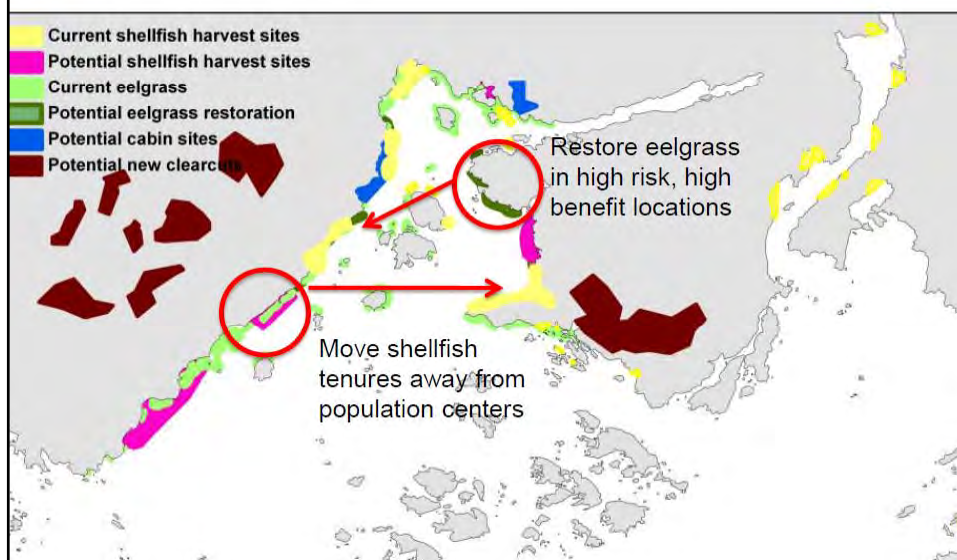 Current shellfish harvest sites
Potential shellfish harvest sites
Current eelgrass
Potential eelgrass restoration
Potential cabin sites
Potential new clearcuts
Restore eelgrass
in high risk, high
benefit locations
Move shellfish
tenures away from
population centers